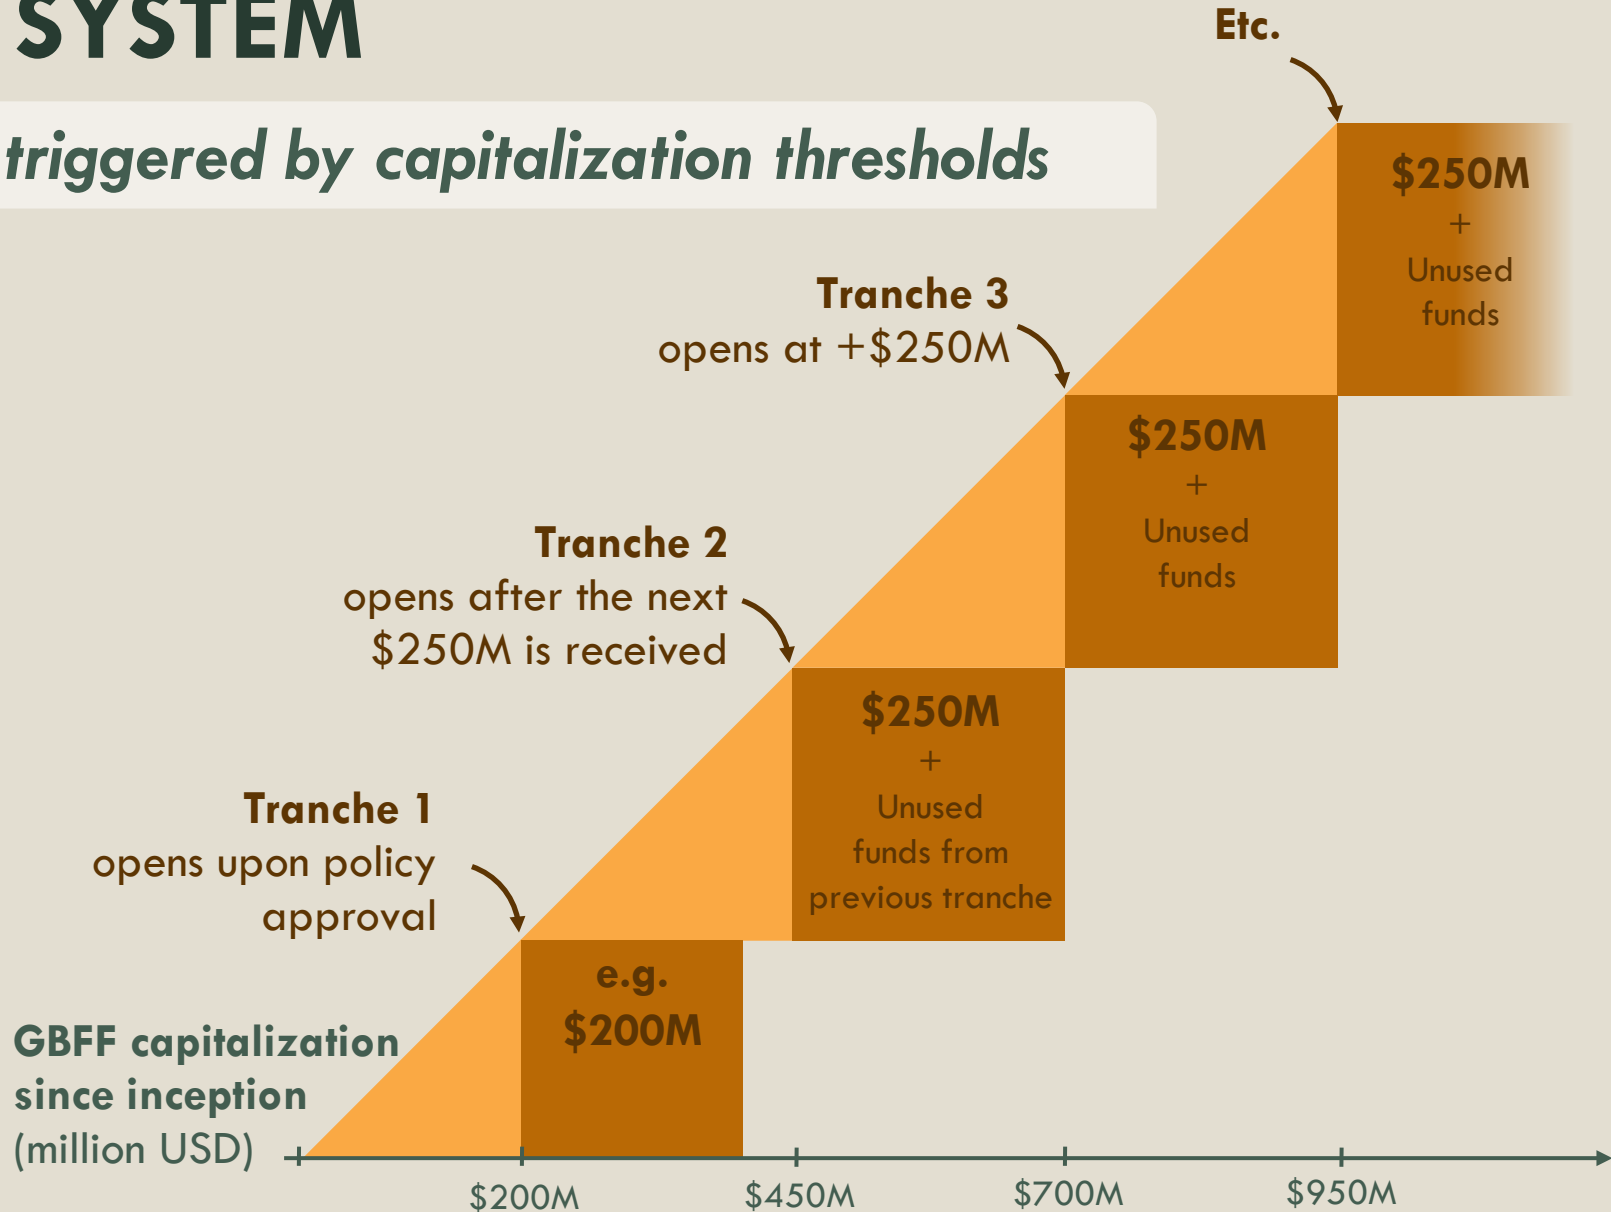 SYSTEM
triggered by capitalization thresholds
Etc.
$250M
+
Unused
funds
Tranche 3
opens at +$250M
$250M
+
Unused
funds
Tranche 2
opens after the next
$250M is received
$250M
+
Unused
funds from
previous tranche
Tranche 1
opens upon policy
approval
e.g.
$200M
GBFF capitalization
since inception
(million USD)
$200M
$450M
$700M
$950M